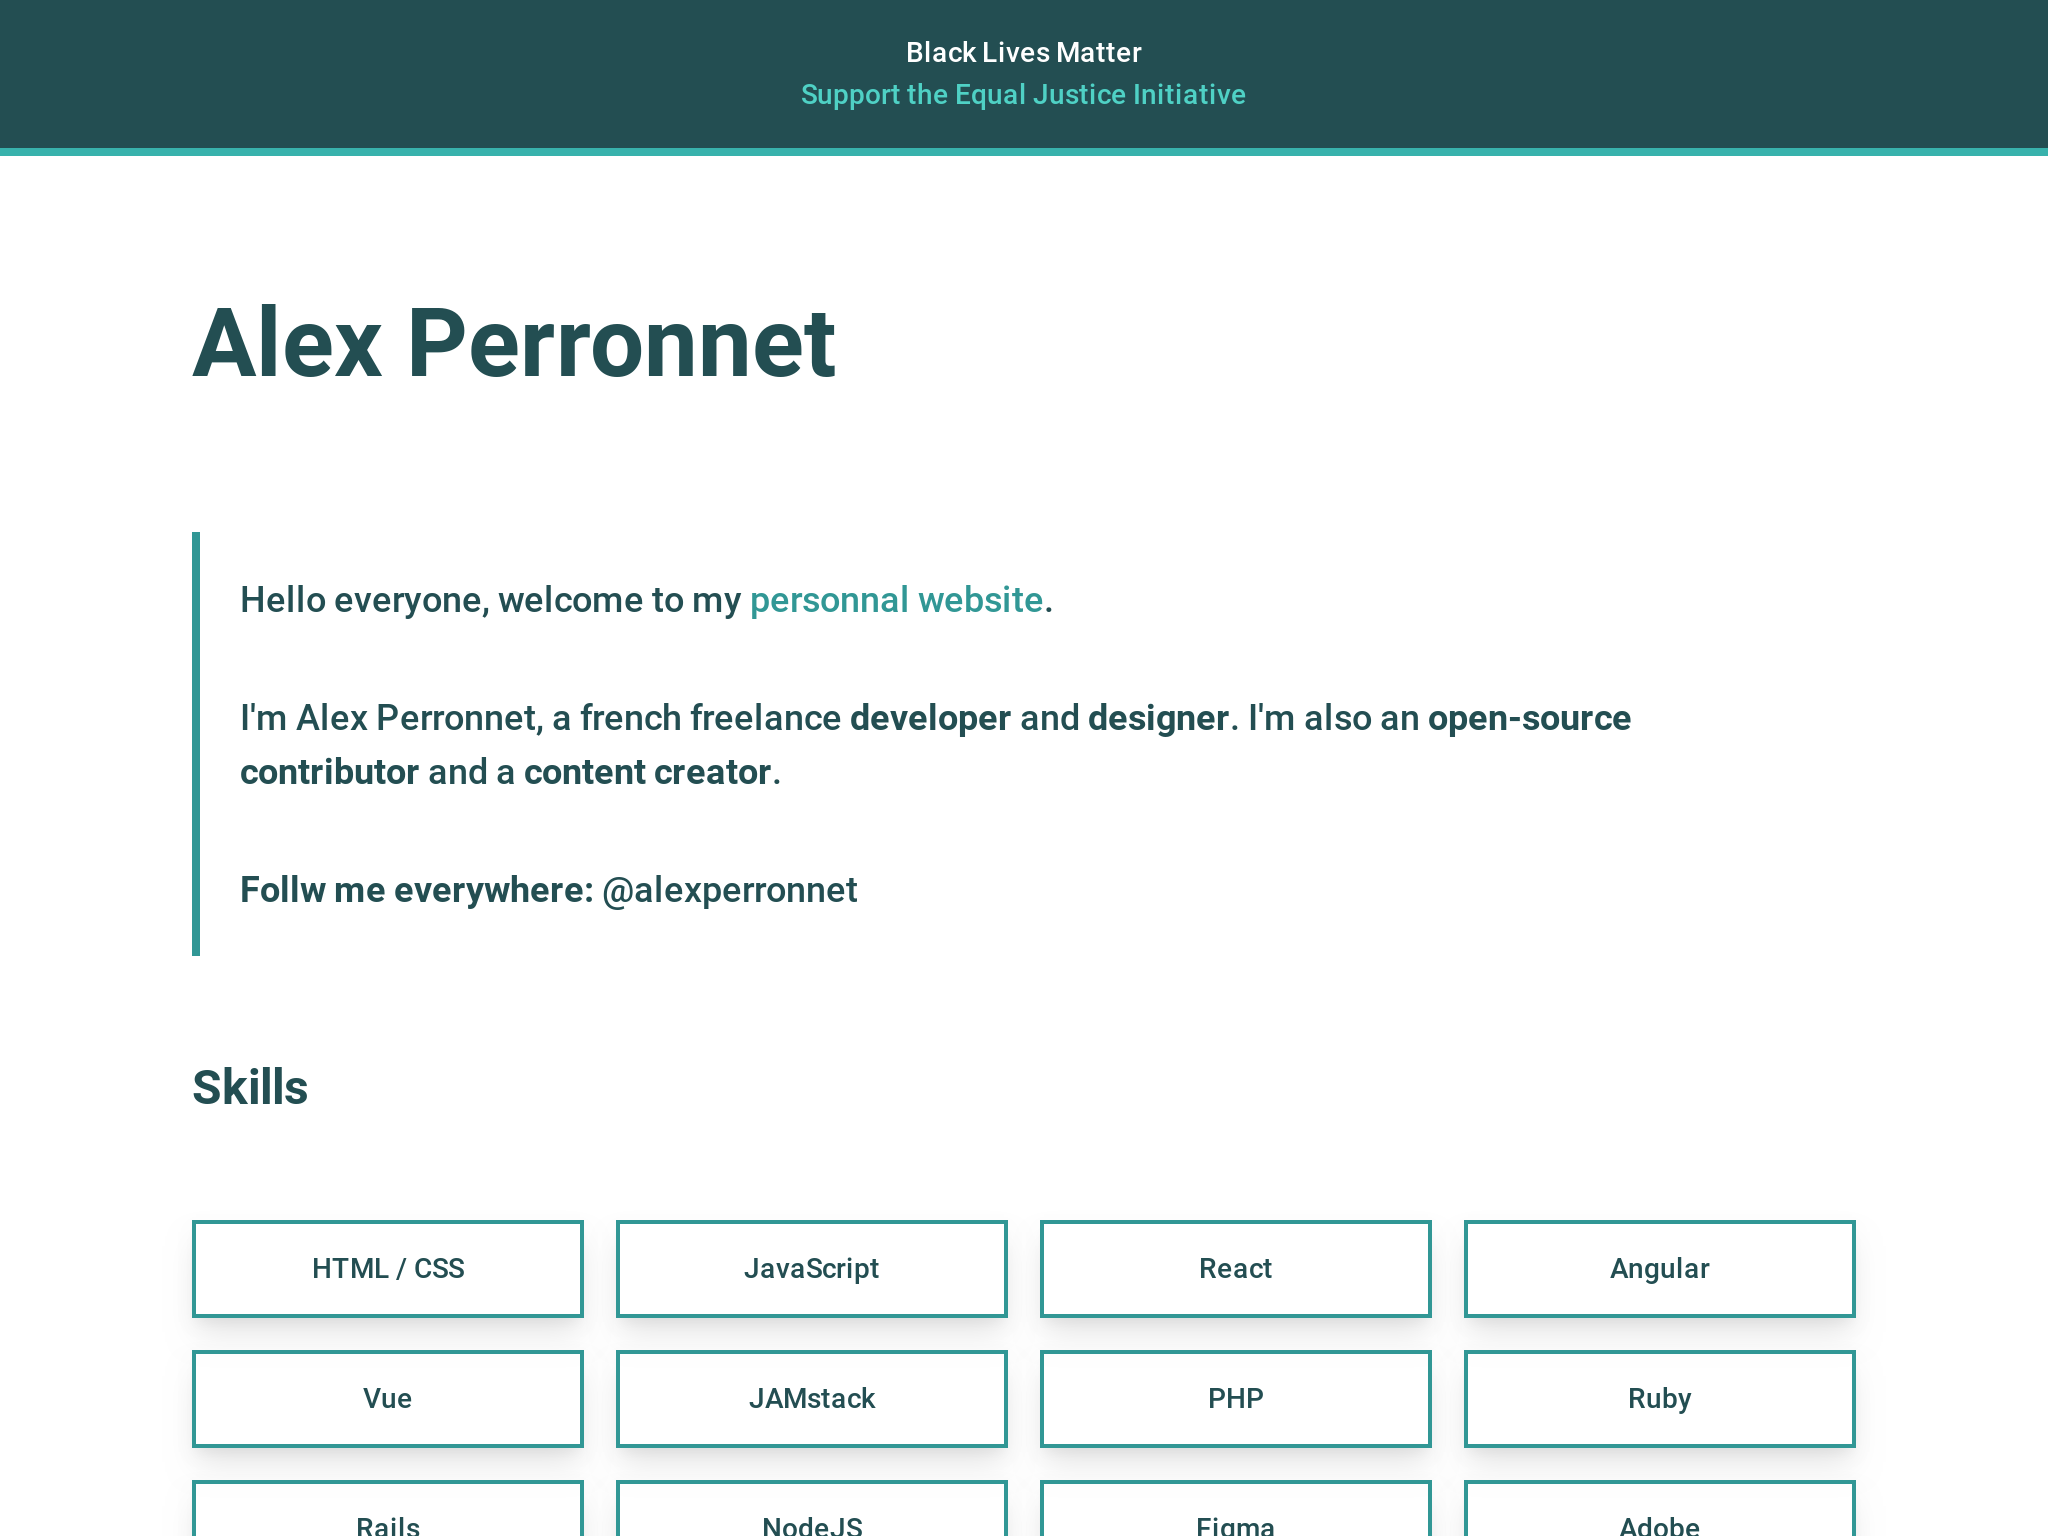 Black Lives Matter
Support the Equal Justice Initiative
Alex Perronnet
Hello everyone, welcome to my personnal website.
I'm Alex Perronnet, a french freelance developer and designer. I'm also an open-source
contributor and a content creator.
Follw me everywhere: @alexperronnet
Skills
HTML / CSS
JavaScript
React
Angular
Vue
JAMstack
PHP
Ruby
Rails
NodeJS
Figma
Adobe